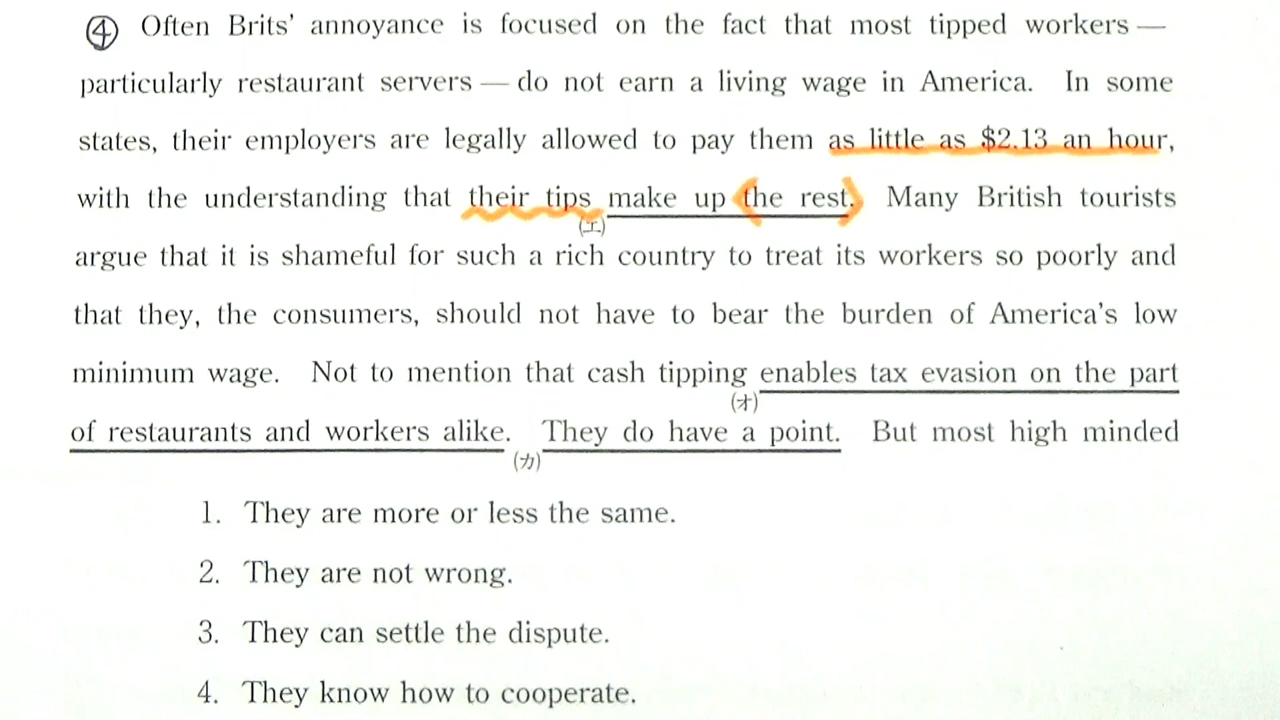 ④ Often Brits' annoyance is focused on the fact that most tipped workers —
particularly restaurant servers — do not earn a living wage in America. In some
states, their employers are legally allowed to pay them as little as $2.13 an hour,
with the understanding that their tips make up the rest. Many British tourists
(エ)
argue that it is shameful for such a rich country to treat its workers so poorly and
that they, the consumers, should not have to bear the burden of America's low
minimum wage. Not to mention that cash tipping enables tax evasion on the part
(オ)
of restaurants and workers alike. They do have a point. But most high minded
(カ)
1. They are more or less the same.
2. They are not wrong.
3. They can settle the dispute.
4. They know how to cooperate.